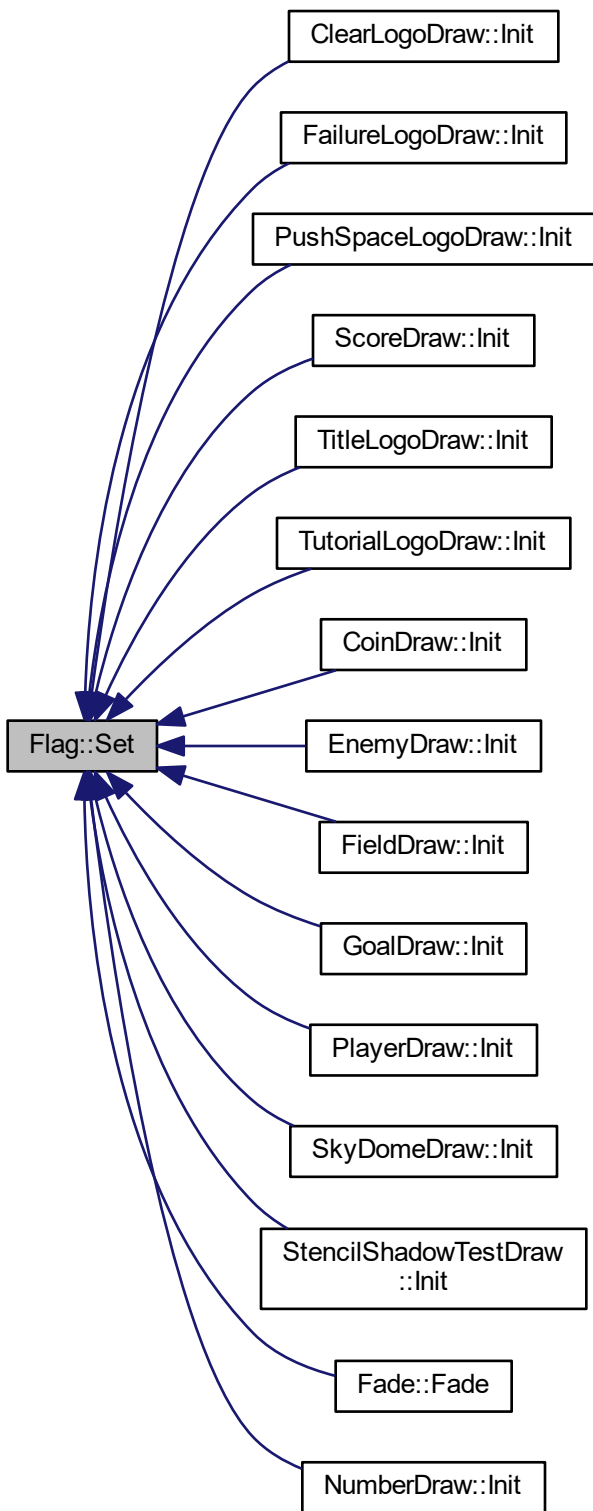 ClearLogoDraw::Init
FailureLogoDraw::Init
PushSpaceLogoDraw::Init
ScoreDraw::Init
TitleLogoDraw::Init
TutorialLogoDraw::Init
CoinDraw::Init
Flag::Set
EnemyDraw::Init
FieldDraw::Init
GoalDraw::Init
PlayerDraw::Init
SkyDomeDraw::Init
StencilShadowTestDraw
::Init
Fade::Fade
NumberDraw::Init